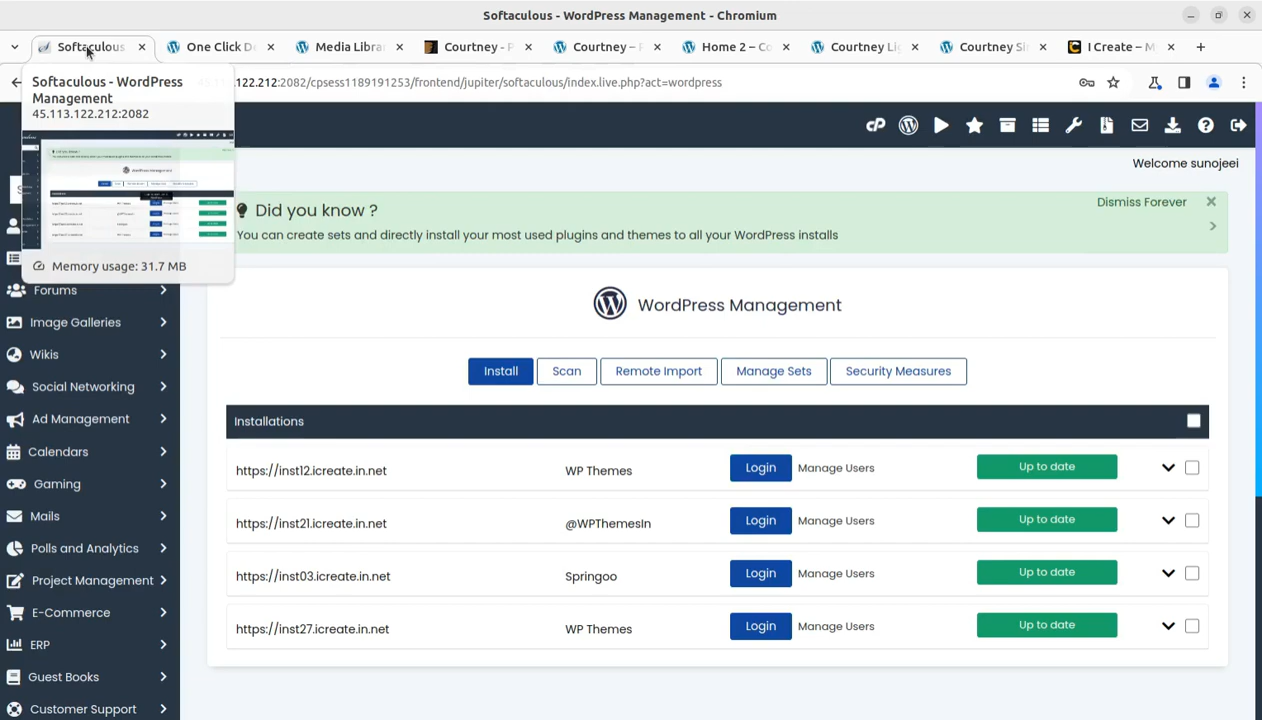 Softaculous - WordPress Management - Chromium
Softaculous
One Click D
Media Libra
Courtney - P
Courtney – P
Home 2 – Co
Courtney Li
Courtney Si
I Create – M
122.212:2082/cpsess1189191253/frontend/jupiter/softaculous/index.live.php?act=wordpress
Softaculous - WordPress
Management
45.113.122.212:2082
Memory usage: 31.7 MB
Welcome sunojeei
Did you know ?
Dismiss Forever
You can create sets and directly install your most used plugins and themes to all your WordPress installs
Forums
Image Galleries
Wikis
Social Networking
Ad Management
Calendars
Gaming
Mails
Polls and Analytics
Project Management
E-Commerce
ERP
Guest Books
Customer Support
WordPress Management
Install Scan Remote Import Manage Sets Security Measures
Installations
https://inst12.icreate.in.net WP Themes Login Manage Users Up to date
https://inst21.icreate.in.net @WPThemesIn Login Manage Users Up to date
https://inst03.icreate.in.net Springoo Login Manage Users Up to date
https://inst27.icreate.in.net WP Themes Login Manage Users Up to date